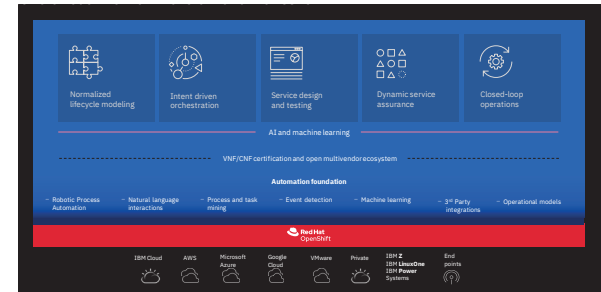 Normalized
lifecycle modeling
Intent driven
orchestration
Service design
and testing
Dynamic service
assurance
Closed-loop
operations
AI and machine learning
VNF/CNF certification and open multivendor ecosystem
Automation foundation
– Robotic Process
Automation
– Natural language
interactions
– Process and task
mining
– Event detection
– Machine learning
– 3rd Party
integrations
– Operational models
Red Hat
OpenShift
IBM Cloud
AWS
Microsoft
Azure
Google
Cloud
VMware
Private
IBM Z
IBM LinuxOne
IBM Power
Systems
End
points